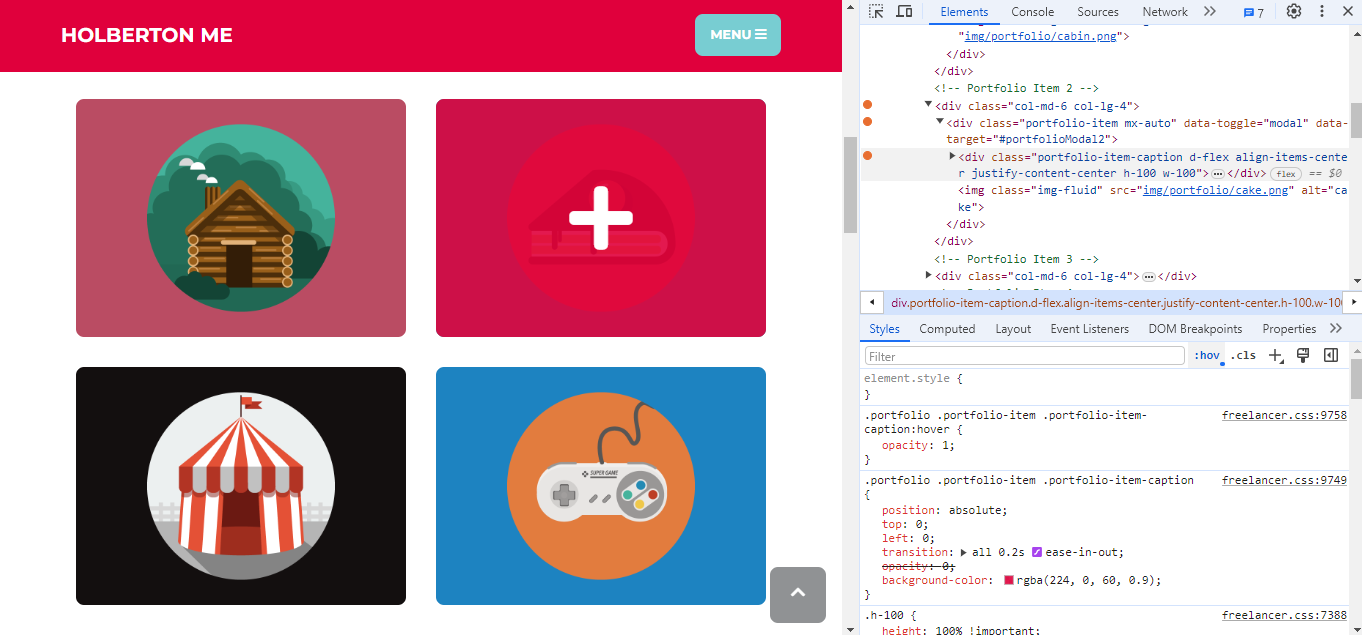 HOLBERTON ME
MENU
SUPER GAME
Elements Console Sources Network 7
"img/portfolio/cabin.png">
</div>
</div>
<!-- Portfolio Item 2 -->
<div class="col-md-6 col-lg-4">
<div class="portfolio-item mx-auto" data-toggle="modal" data-
target="#portfolioModal2">
<div class="portfolio-item-caption d-flex align-items-cente
r justify-content-center h-100 w-100"> … </div> flex == $0
<img class="img-fluid" src="img/portfolio/cake.png" alt="ca
ke">
</div>
</div>
<!-- Portfolio Item 3 -->
<div class="col-md-6 col-lg-4"> … </div>
div.portfolio-item-caption.d-flex.align-items-center.justify-content-center.h-100.w-100
Styles Computed Layout Event Listeners DOM Breakpoints Properties
Filter :hov .cls
element.style {
}
.portfolio .portfolio-item .portfolio-item- freelancer.css:9758
caption:hover {
opacity: 1;
}
.portfolio .portfolio-item .portfolio-item-caption freelancer.css:9749
{
position: absolute;
top: 0;
left: 0;
transition: all 0.2s ease-in-out;
opacity: 0;
background-color: rgba(224, 0, 60, 0.9);
}
.h-100 { freelancer.css:7388
height: 100% !important;